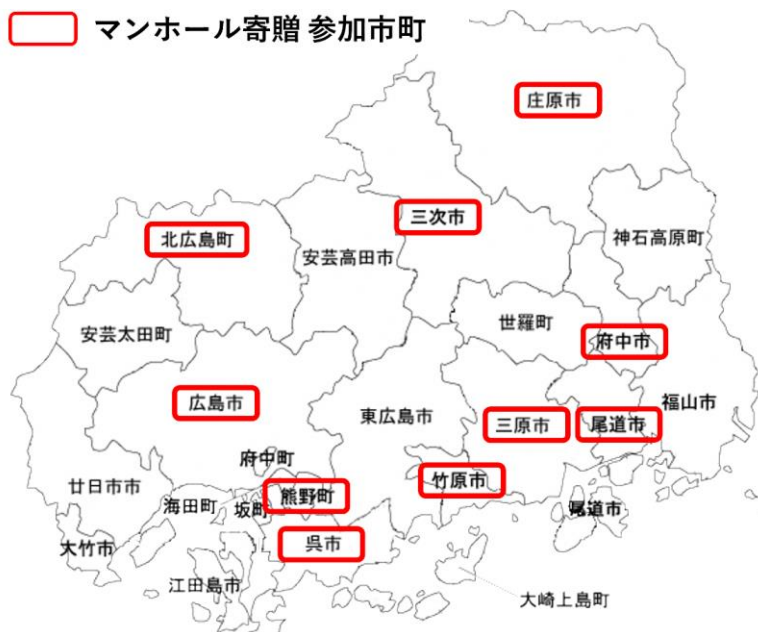 マンホール寄贈 参加市町
庄原市
三次市
北広島町
神石高原町
安芸高田市
世羅町
安芸太田町
府中市
広島市
福山市
東広島市
三原市
尾道市
府中町
竹原市
廿日市市
熊野町
海田町
坂町
尾道市
呉市
大竹市
江田島市
大崎上島町